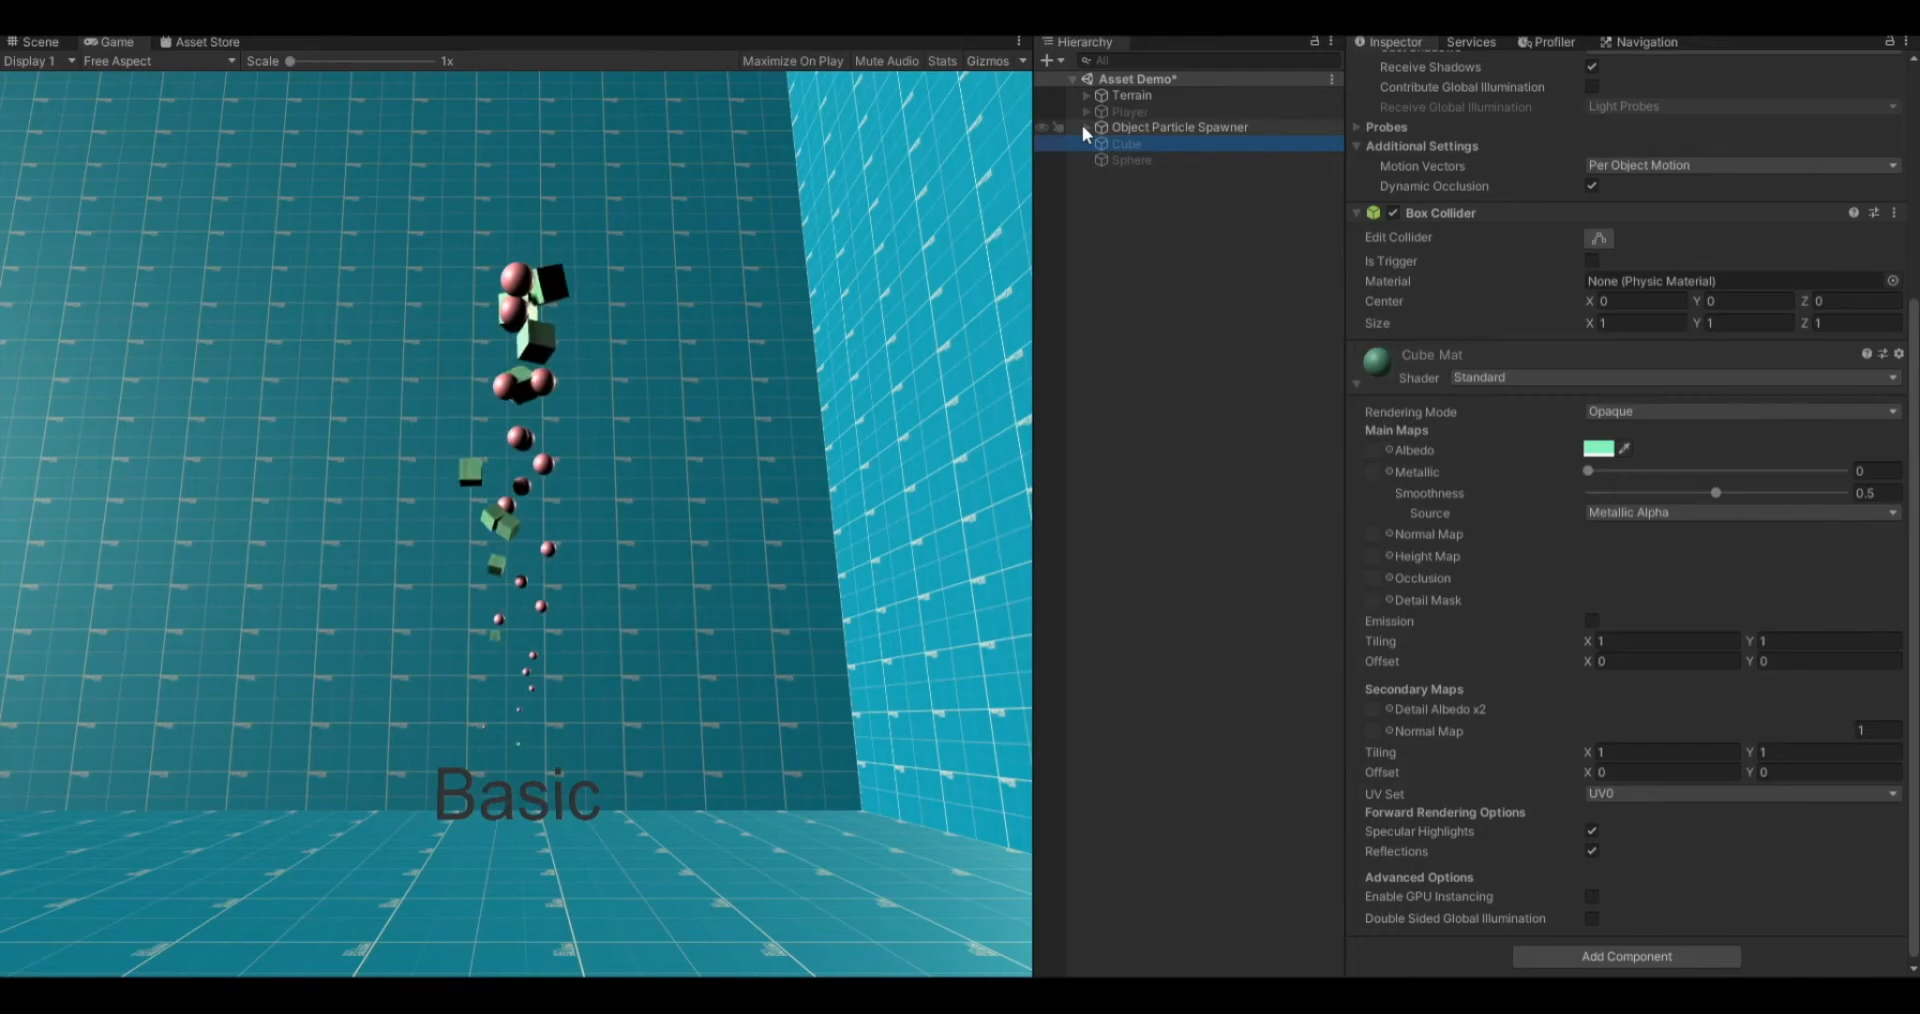 Scene Game Asset Store
Display 1 Free Aspect Scale 1x Maximize On Play Mute Audio Stats Gizmos
Basic
Hierarchy
All
Asset Demo*
Terrain
Player
Object Particle Spawner
Cube
Sphere
Inspector Services Profiler Navigation
Receive Shadows
Contribute Global Illumination
Receive Global Illumination Light Probes
Probes
Additional Settings
Motion Vectors Per Object Motion
Dynamic Occlusion
Box Collider
Edit Collider
Is Trigger
Material None (Physic Material)
Center X 0 Y 0 Z 0
Size X 1 Y 1 Z 1
Cube Mat
Shader Standard
Rendering Mode Opaque
Main Maps
Albedo
Metallic 0
Smoothness 0.5
Source Metallic Alpha
Normal Map
Height Map
Occlusion
Detail Mask
Emission
Tiling X 1 Y 1
Offset X 0 Y 0
Secondary Maps
Detail Albedo x2
Normal Map 1
Tiling X 1 Y 1
Offset X 0 Y 0
UV Set UV0
Forward Rendering Options
Specular Highlights
Reflections
Advanced Options
Enable GPU Instancing
Double Sided Global Illumination
Add Component